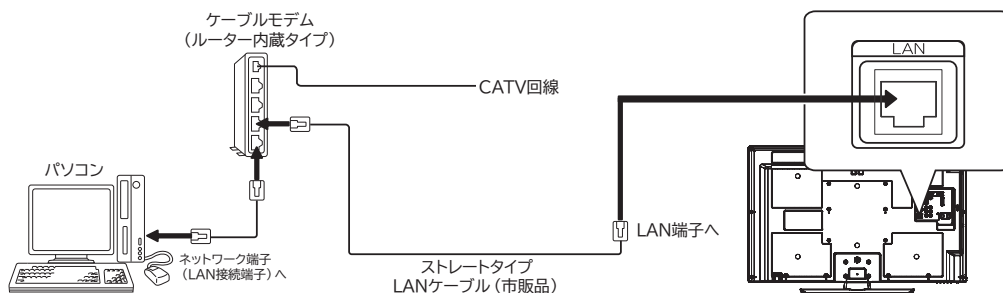 ケーブルモデム
（ルーター内蔵タイプ）
LAN
CATV回線
パソコン
LAN端子へ
ネットワーク端子
（LAN接続端子）へ
ストレートタイプ
LANケーブル（市販品）